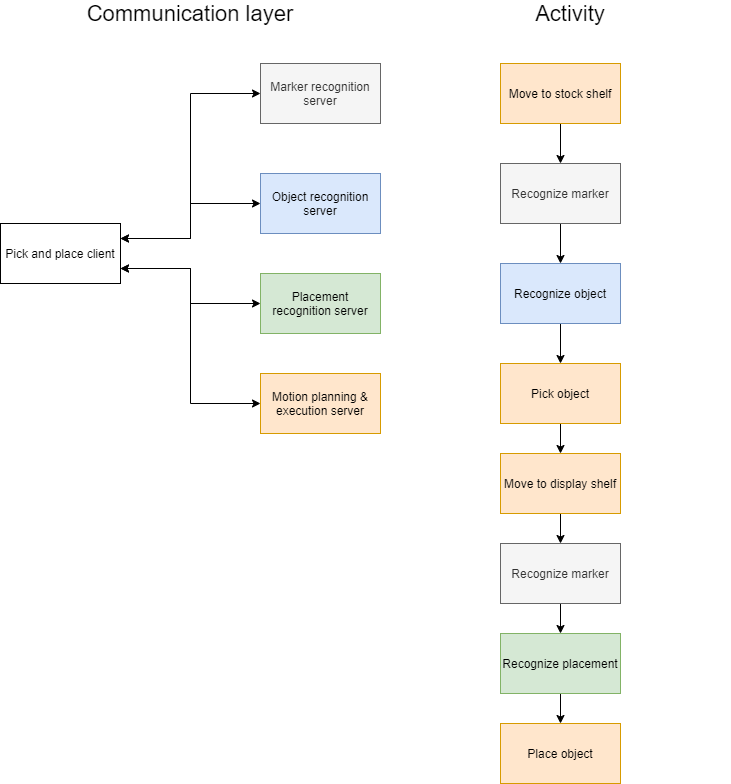 Communication layer
Marker recognition
server
Object recognition
server
Pick and place client
Placement
recognition server
Motion planning &
execution server
Activity
Move to stock shelf
Recognize marker
Recognize object
Pick object
Move to display shelf
Recognize marker
Recognize placement
Place object